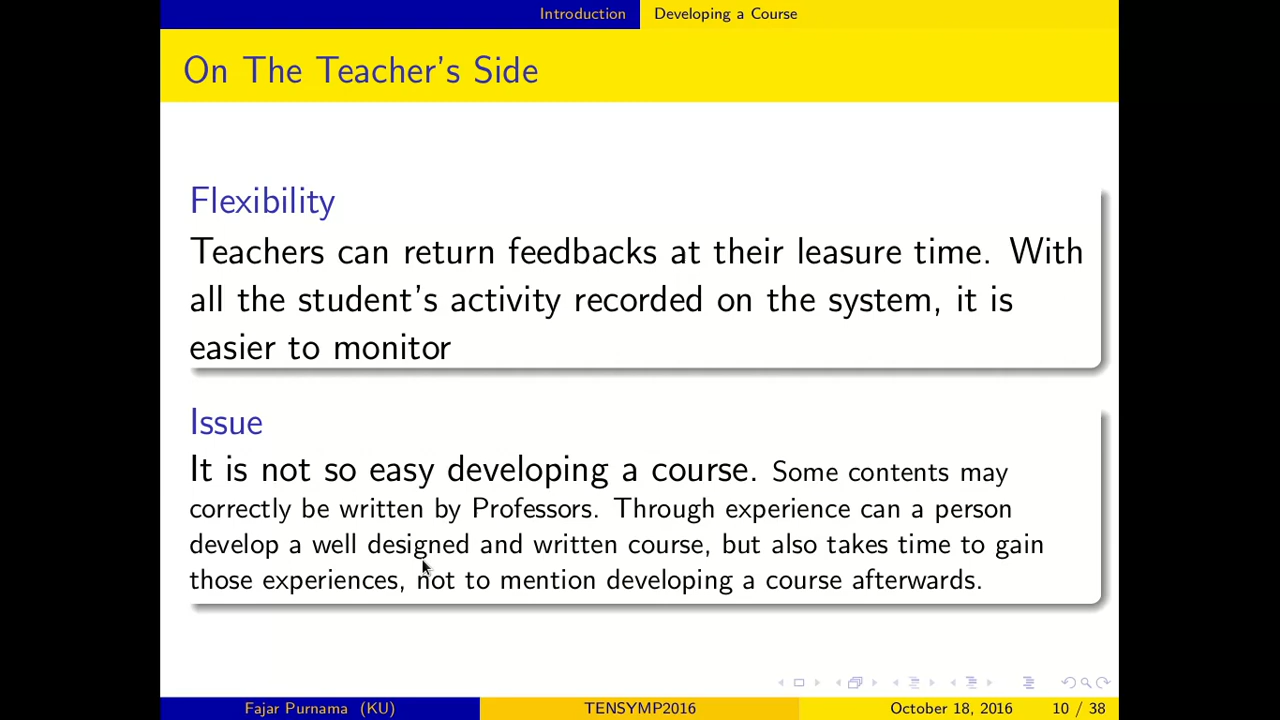 Introduction Developing a Course
On The Teacher's Side
Flexibility
Teachers can return feedbacks at their leasure time. With
all the student's activity recorded on the system, it is
easier to monitor
Issue
It is not so easy developing a course. Some contents may
correctly be written by Professors. Through experience can a person
develop a well designed and written course, but also takes time to gain
those experiences, not to mention developing a course afterwards.
Fajar Purnama (KU) TENSYMP2016 October 18, 2016 10 / 38